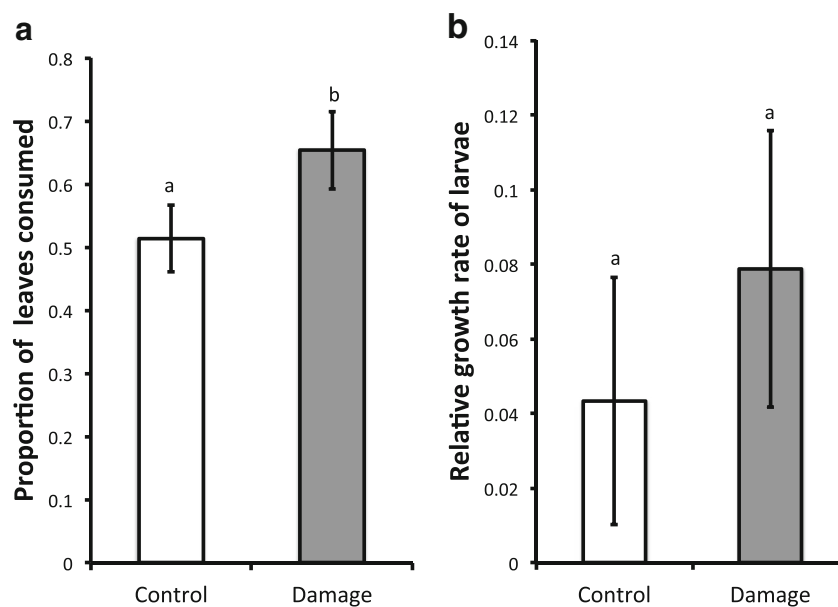 a
Proportion of leaves consumed
0.8
0.7
0.6
0.5
0.4
0.3
0.2
0.1
0
a
b
Control
Damage
b
Relative growth rate of larvae
0.14
0.12
0.1
0.08
0.06
0.04
0.02
0
a
a
Control
Damage